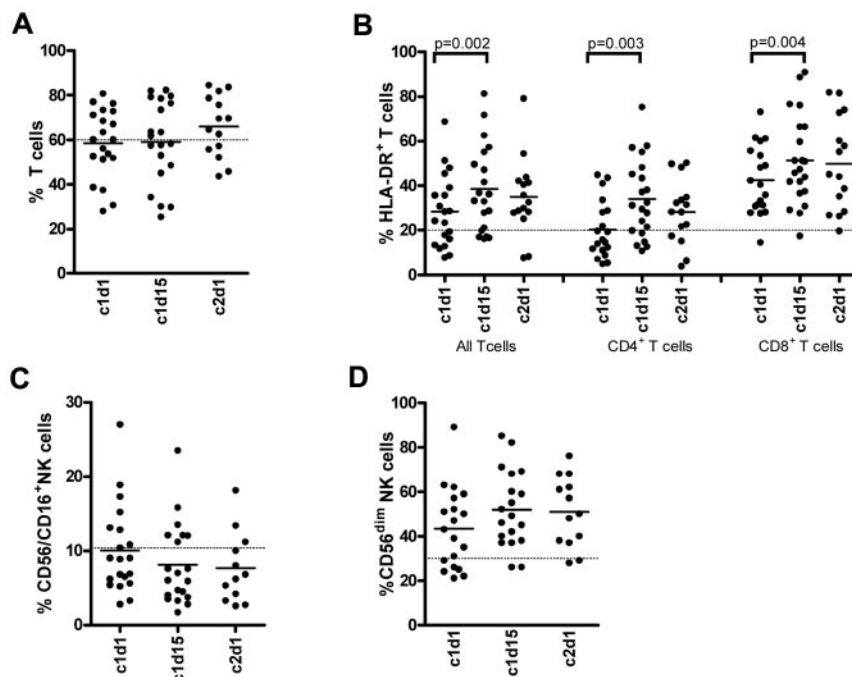 A
% T cells
100
80
60
40
20
0
c1d1
c1d15
c2d1
B
% HLA-DR⁺ T cells
100
80
60
40
20
0
p=0.002
p=0.003
p=0.004
c1d1
c1d15
c2d1
c1d1
c1d15
c2d1
c1d1
c1d15
c2d1
All Tcells
CD4⁺ T cells
CD8⁺ T cells
C
% CD56/CD16⁺NK cells
30
20
10
0
c1d1
c1d15
c2d1
D
%CD56ᵈⁱᵐ NK cells
100
80
60
40
20
0
c1d1
c1d15
c2d1